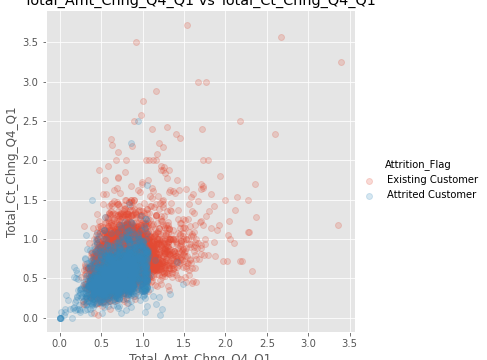 Total_Amt_Chng_Q4_Q1 vs Total_Ct_Chng_Q4_Q1
3.5
3.0
2.5
2.0
1.5
1.0
0.5
0.0
Total_Ct_Chng_Q4_Q1
0.0 0.5 1.0 1.5 2.0 2.5 3.0 3.5
Total_Amt_Chng_Q4_Q1
Attrition_Flag
Existing Customer
Attrited Customer